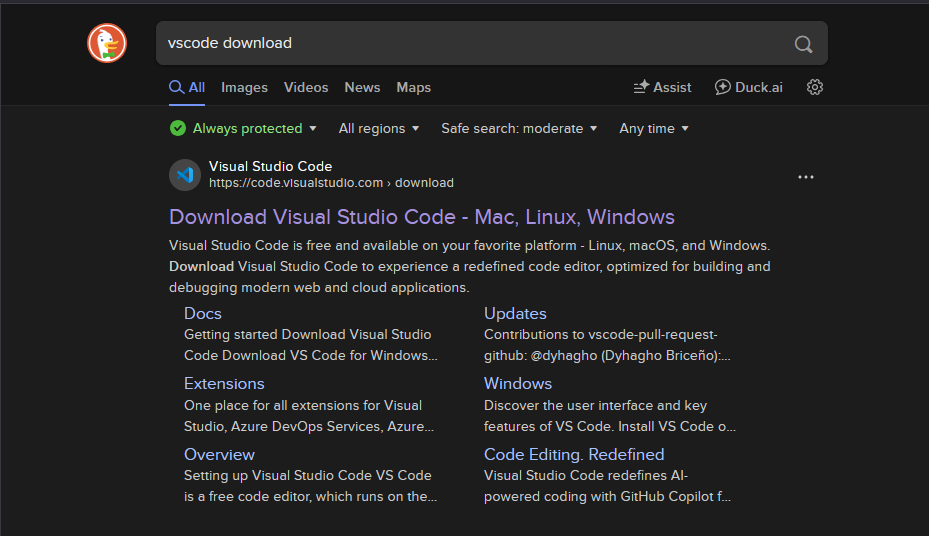 vscode download
All Images Videos News Maps Assist Duck.ai
Always protected All regions Safe search: moderate Any time
Visual Studio Code
https://code.visualstudio.com › download
Download Visual Studio Code - Mac, Linux, Windows
Visual Studio Code is free and available on your favorite platform - Linux, macOS, and Windows.
Download Visual Studio Code to experience a redefined code editor, optimized for building and
debugging modern web and cloud applications.
Docs
Getting started Download Visual Studio
Code Download VS Code for Windows...
Updates
Contributions to vscode-pull-request-
github: @dyhagho (Dyhagho Briceño):...
Extensions
One place for all extensions for Visual
Studio, Azure DevOps Services, Azure...
Windows
Discover the user interface and key
features of VS Code. Install VS Code o...
Overview
Setting up Visual Studio Code VS Code
is a free code editor, which runs on the...
Code Editing. Redefined
Visual Studio Code redefines AI-
powered coding with GitHub Copilot f...